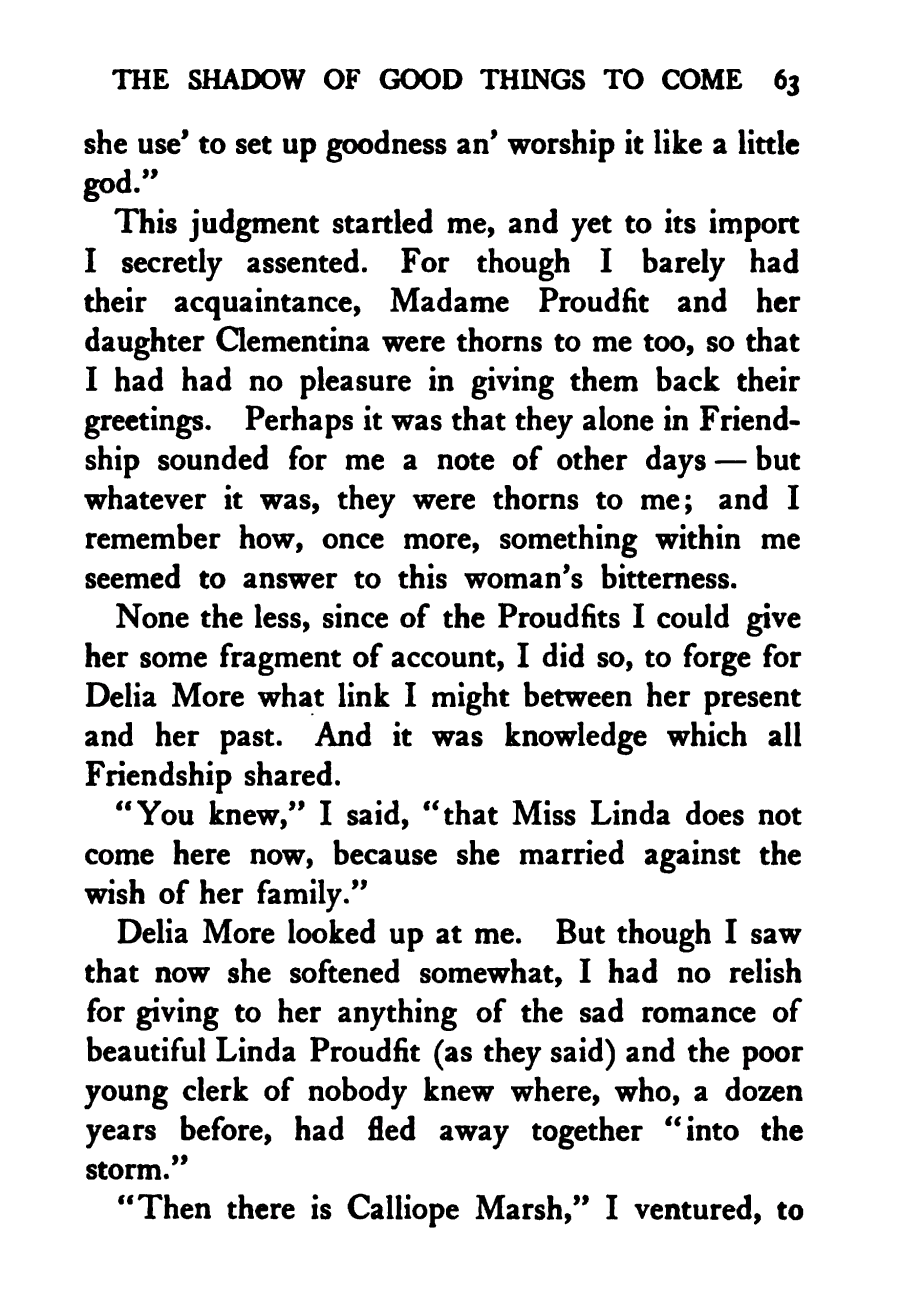 THE SHADOW OF GOOD THINGS TO COME 63
she use’ to set up goodness an’ worship it like a little
god.”
This judgment startled me, and yet to its import
I secretly assented. For though I barely had
their acquaintance, Madame Proudfit and her
daughter Clementina were thorns to me too, so that
I had had no pleasure in giving them back their
greetings. Perhaps it was that they alone in Friend-
ship sounded for me a note of other days — but
whatever it was, they were thorns to me; and I
remember how, once more, something within me
seemed to answer to this woman’s bitterness.
None the less, since of the Proudfits I could give
her some fragment of account, I did so, to forge for
Delia More what link I might between her present
and her past. And it was knowledge which all
Friendship shared.
“You knew,” I said, “that Miss Linda does not
come here now, because she married against the
wish of her family.”
Delia More looked up at me. But though I saw
that now she softened somewhat, I had no relish
for giving to her anything of the sad romance of
beautiful Linda Proudfit (as they said) and the poor
young clerk of nobody knew where, who, a dozen
years before, had fled away together “into the
storm.”
“Then there is Calliope Marsh,” I ventured, to